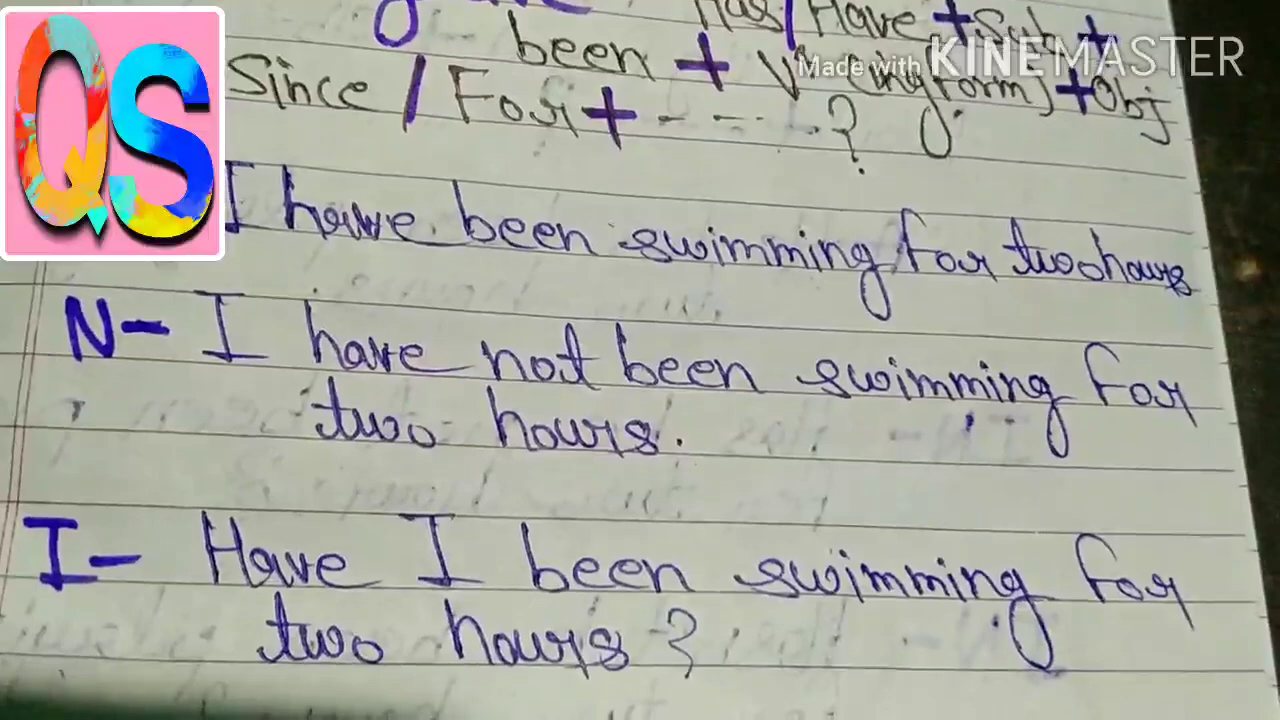 Has/Have + Sub +
been + V (ing form) + Obj
Made with KINEMASTER
Since / For + - - - - ?
QS
I have been swimming for two hours
N- I have not been swimming for
two hours.
I- Have I been swimming for
two hours?